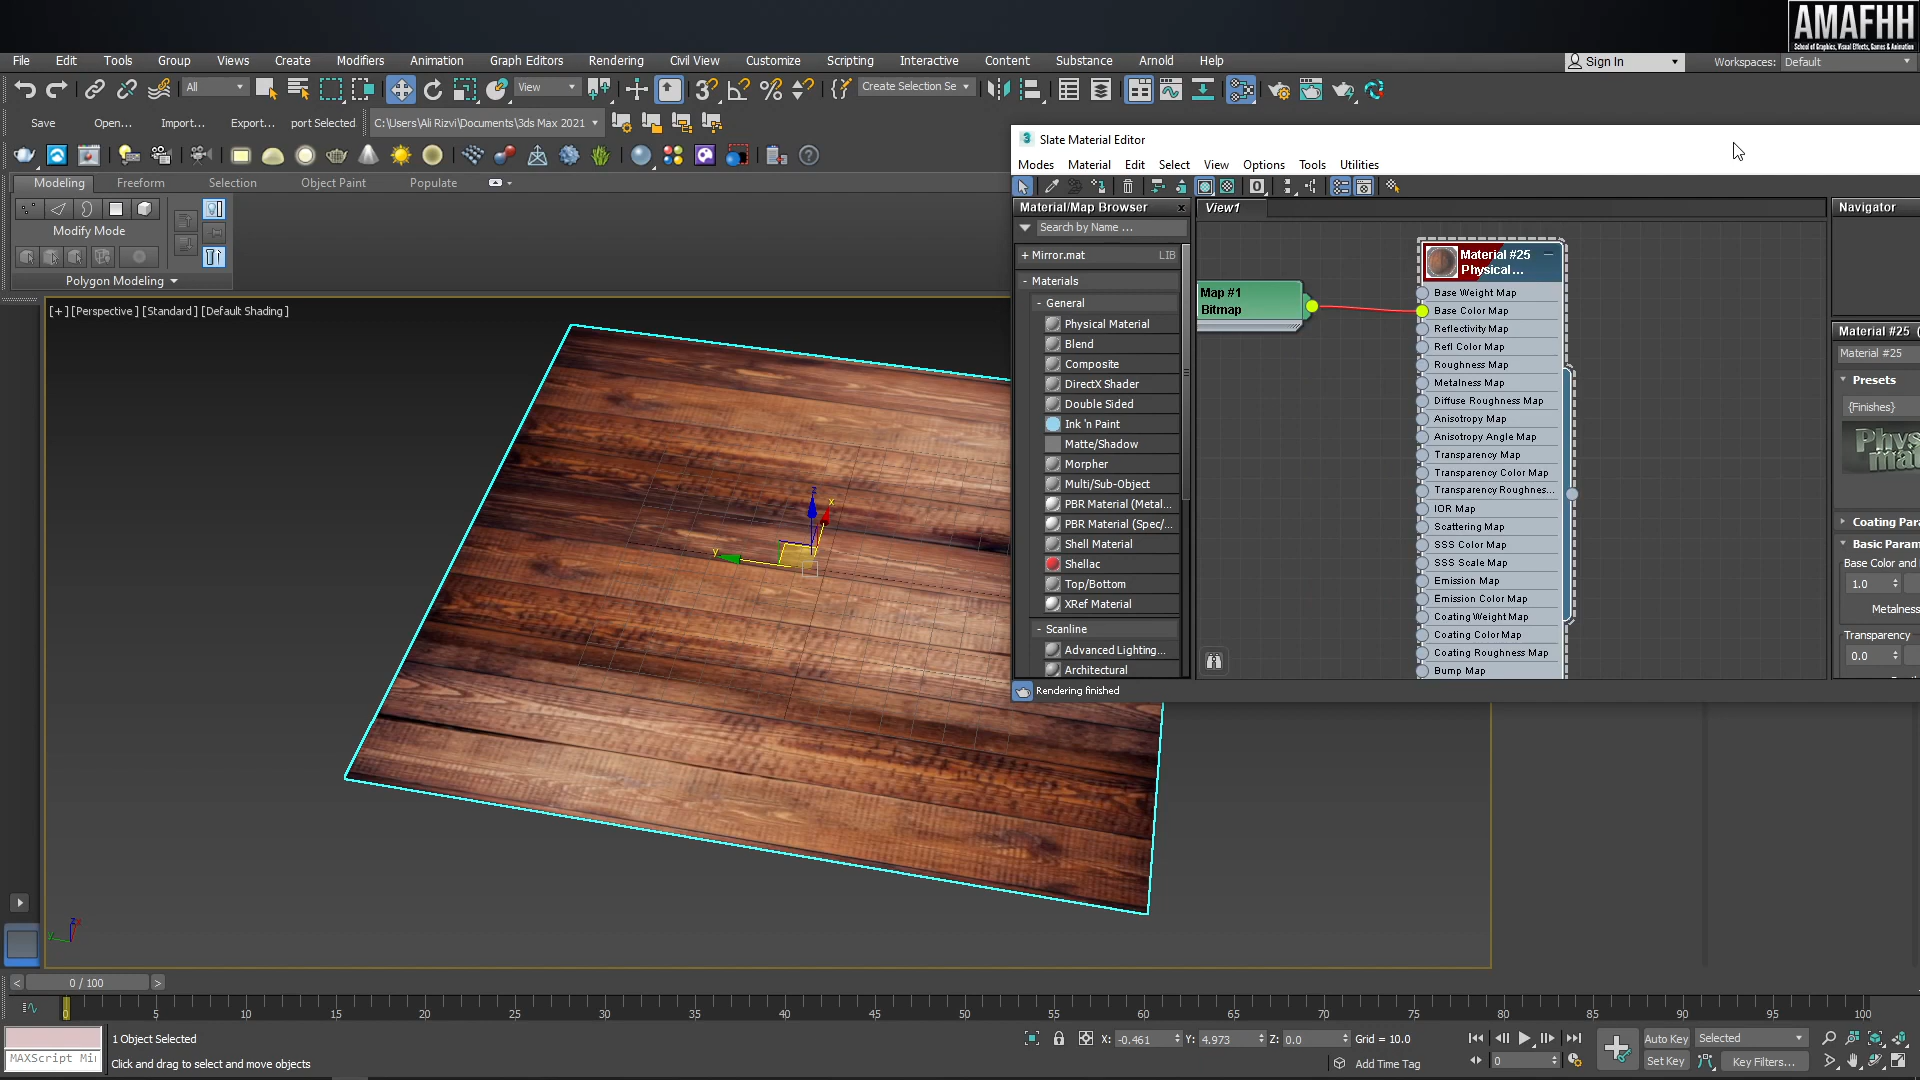 AMAFHH
School of Graphics, Visual Effects, Games & Animation
File Edit Tools Group Views Create Modifiers Animation Graph Editors Rendering Civil View Customize Scripting Interactive Content Substance Arnold Help
Sign In
Workspaces: Default
All
View
Create Selection Se
Save Open... Import... Export... port Selected C:\Users\Ali Rizvi\Documents\3ds Max 2021
Modeling Freeform Selection Object Paint Populate
Modify Mode
Polygon Modeling
[+] [Perspective] [Standard] [Default Shading]
z
x
y
3 Slate Material Editor
Modes Material Edit Select View Options Tools Utilities
Material/Map Browser x
Search by Name ...
+ Mirror.mat LIB
- Materials
- General
Physical Material
Blend
Composite
DirectX Shader
Double Sided
Ink 'n Paint
Matte/Shadow
Morpher
Multi/Sub-Object
PBR Material (Metal...
PBR Material (Spec/...
Shell Material
Shellac
Top/Bottom
XRef Material
- Scanline
Advanced Lighting...
Architectural
Rendering finished
View1
Map #1
Bitmap
Material #25
Physical...
Base Weight Map
Base Color Map
Reflectivity Map
Refl Color Map
Roughness Map
Metalness Map
Diffuse Roughness Map
Anisotropy Map
Anisotropy Angle Map
Transparency Map
Transparency Color Map
Transparency Roughnes...
IOR Map
Scattering Map
SSS Color Map
SSS Scale Map
Emission Map
Emission Color Map
Coating Weight Map
Coating Color Map
Coating Roughness Map
Bump Map
Navigator
Material #25 (
Material #25
Presets
{Finishes}
Phys
mat
Coating Par
Basic Param
Base Color and
1.0
Metalness
Transparency
0.0
z
x
y
< 0 / 100 >
0 5 10 15 20 25 30 35 40 45 50 55 60 65 70 75 80 85 90 95 100
1 Object Selected
MAXScript Mi
Click and drag to select and move objects
X: -0.461 Y: 4.973 Z: 0.0 Grid = 10.0
Add Time Tag
0
Auto Key Selected
Set Key Key Filters...